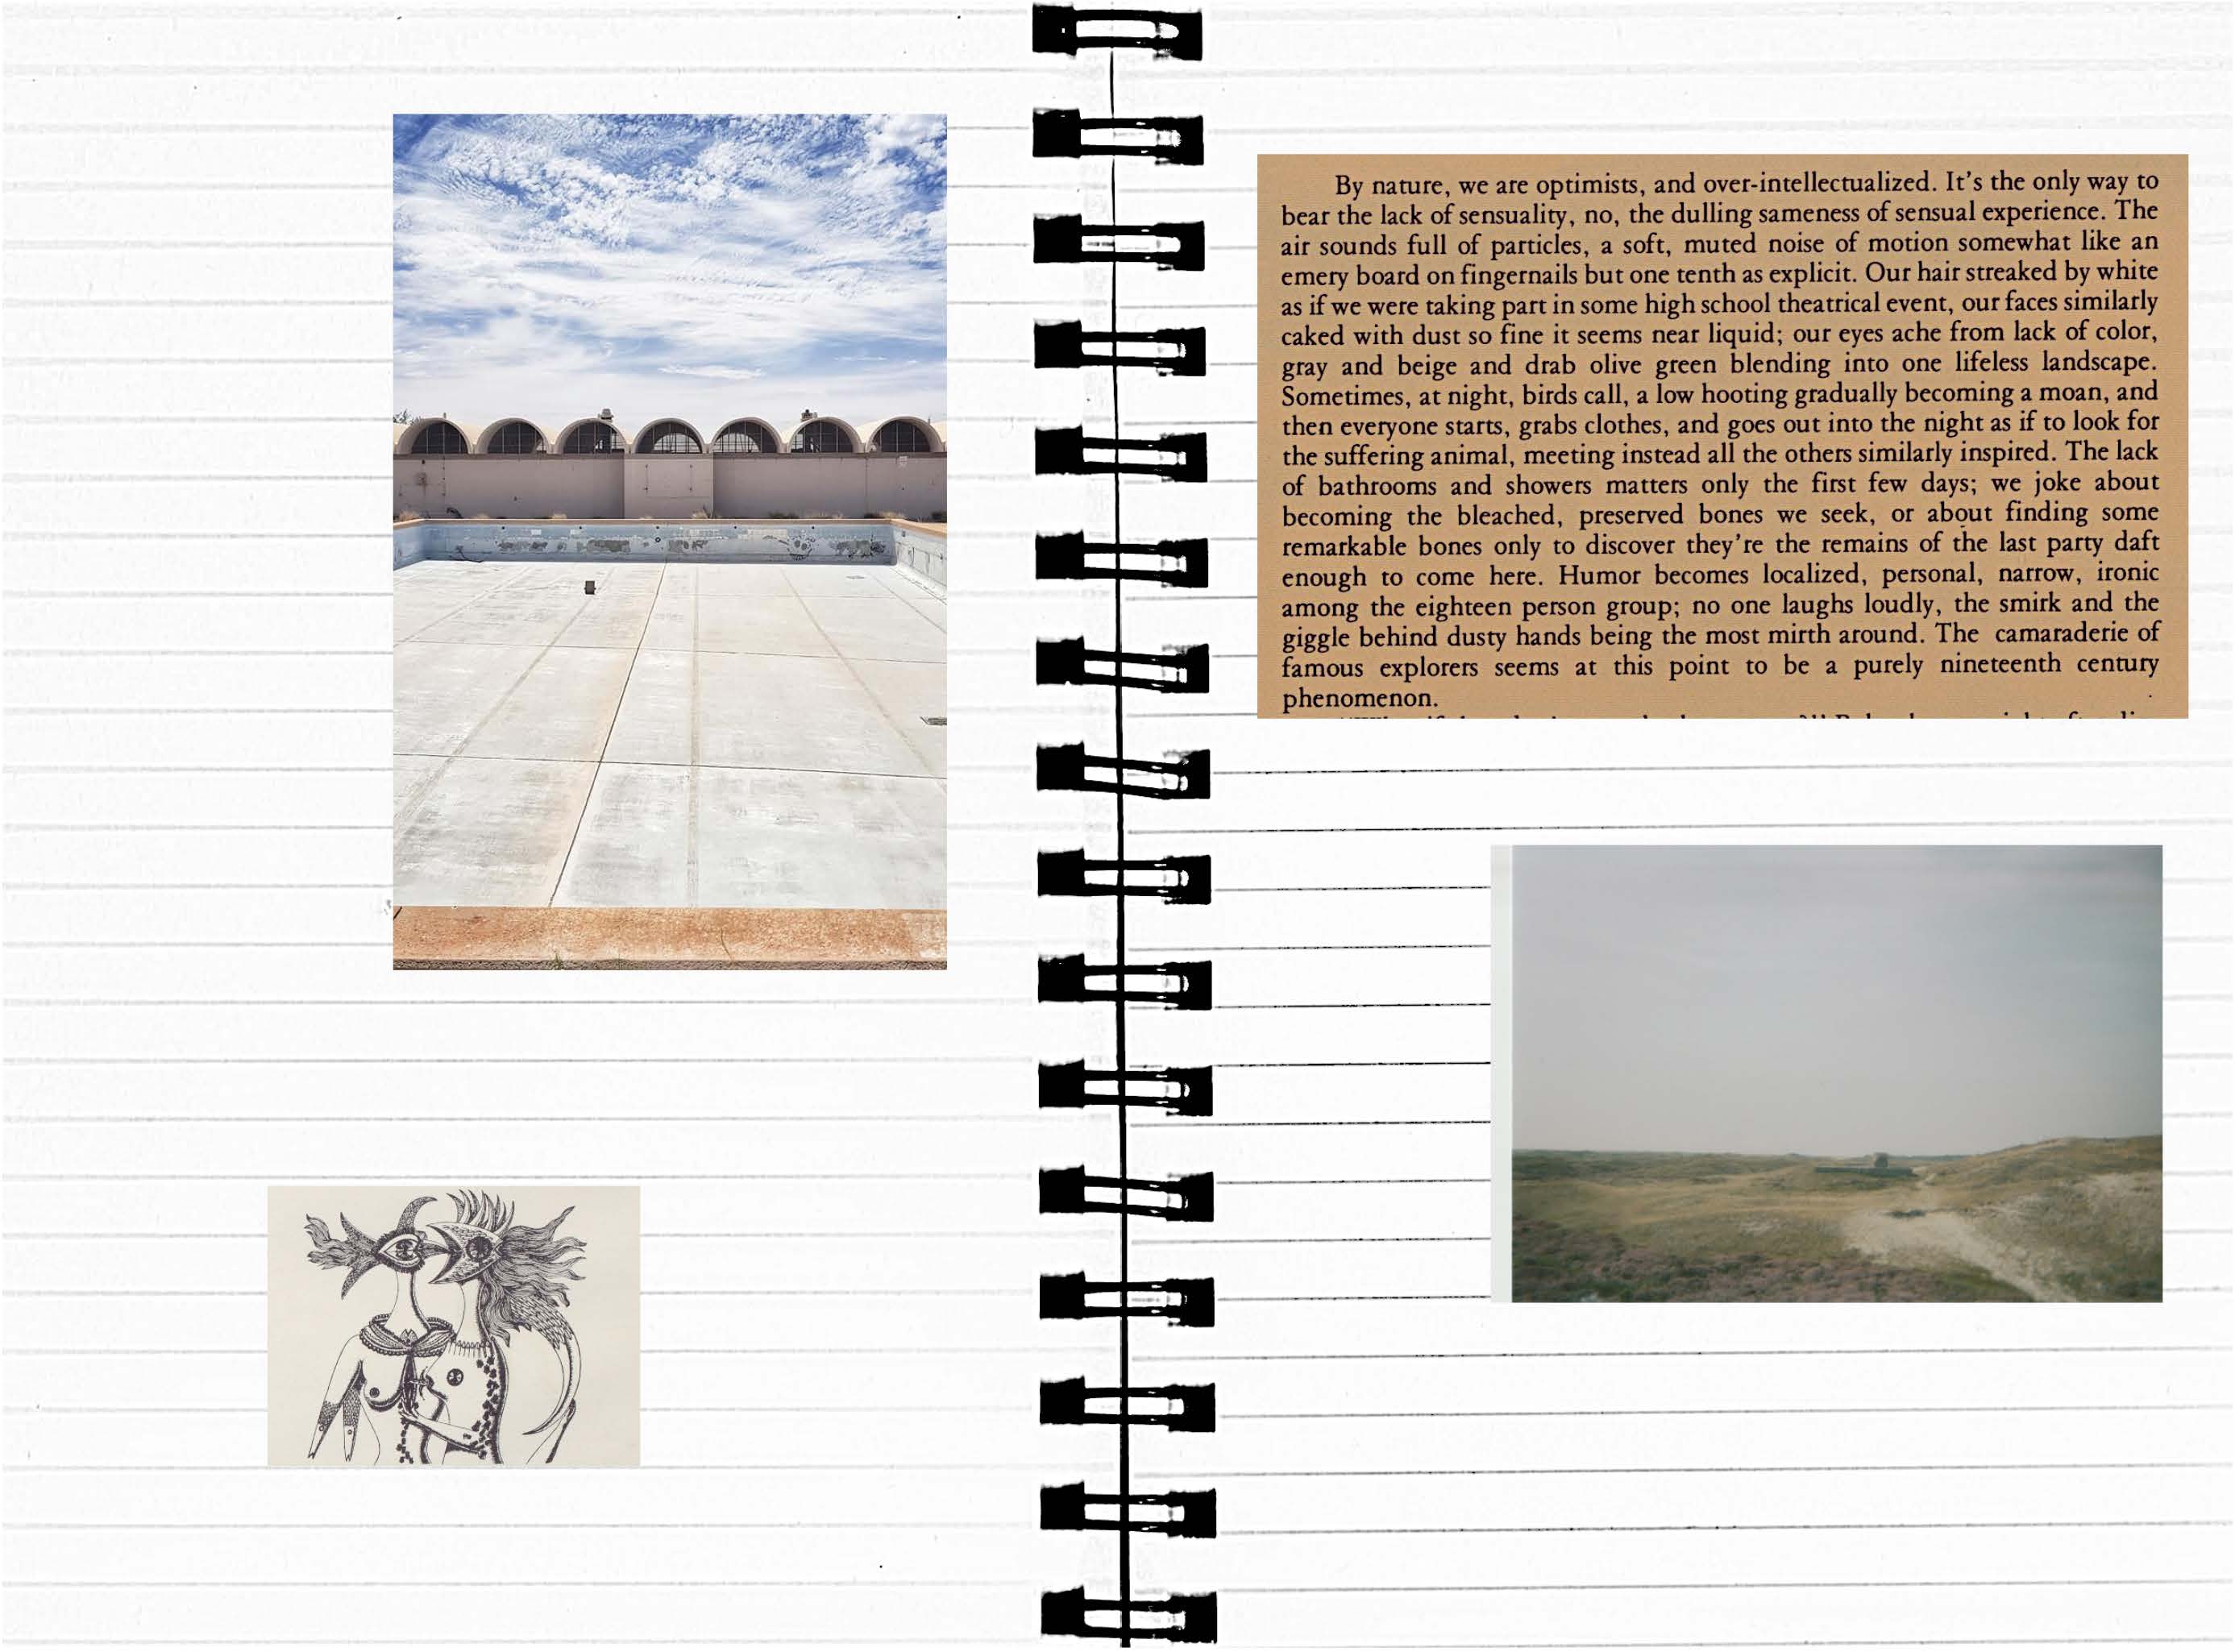 By nature, we are optimists, and over-intellectualized. It's the only way to
bear the lack of sensuality, no, the dulling sameness of sensual experience. The
air sounds full of particles, a soft, muted noise of motion somewhat like an
emery board on fingernails but one tenth as explicit. Our hair streaked by white
as if we were taking part in some high school theatrical event, our faces similarly
caked with dust so fine it seems near liquid; our eyes ache from lack of color,
gray and beige and drab olive green blending into one lifeless landscape.
Sometimes, at night, birds call, a low hooting gradually becoming a moan, and
then everyone starts, grabs clothes, and goes out into the night as if to look for
the suffering animal, meeting instead all the others similarly inspired. The lack
of bathrooms and showers matters only the first few days; we joke about
becoming the bleached, preserved bones we seek, or about finding some
remarkable bones only to discover they're the remains of the last party daft
enough to come here. Humor becomes localized, personal, narrow, ironic
among the eighteen person group; no one laughs loudly, the smirk and the
giggle behind dusty hands being the most mirth around. The camaraderie of
famous explorers seems at this point to be a purely nineteenth century
phenomenon.